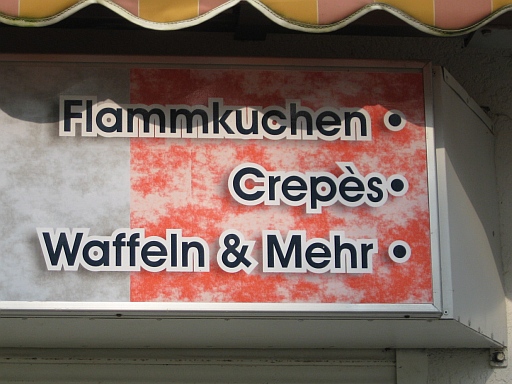 Flammkuchen •
Crepès •
Waffeln & Mehr •